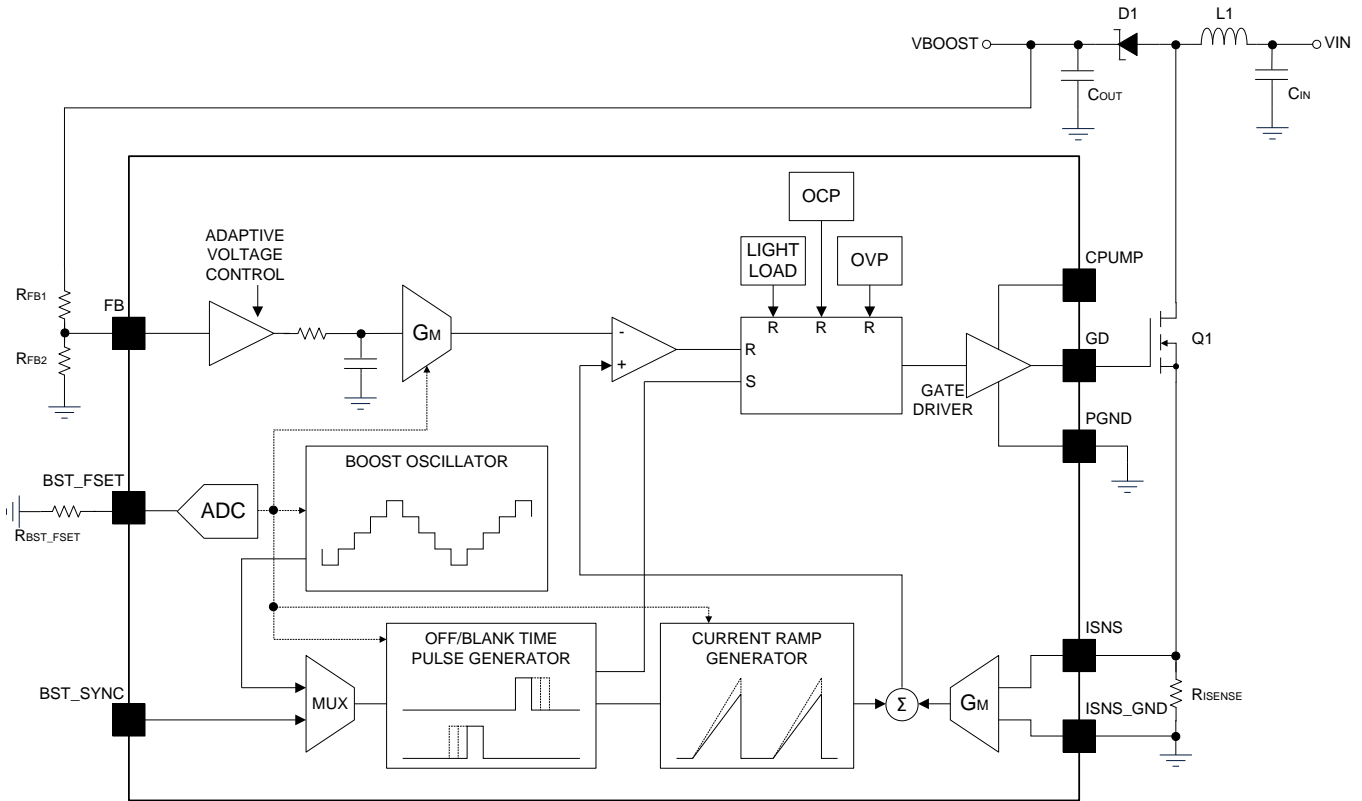 D1
L1
VBOOST
VIN
COUT
CIN
OCP
ADAPTIVE
VOLTAGE
CONTROL
LIGHT
LOAD
OVP
CPUMP
RFB1
FB
R
R
R
GM
-
+
R
S
GD
Q1
RFB2
GATE
DRIVER
PGND
BOOST OSCILLATOR
BST_FSET
ADC
RBST_FSET
OFF/BLANK TIME
PULSE GENERATOR
CURRENT RAMP
GENERATOR
ISNS
BST_SYNC
MUX
Σ
GM
RISENSE
ISNS_GND